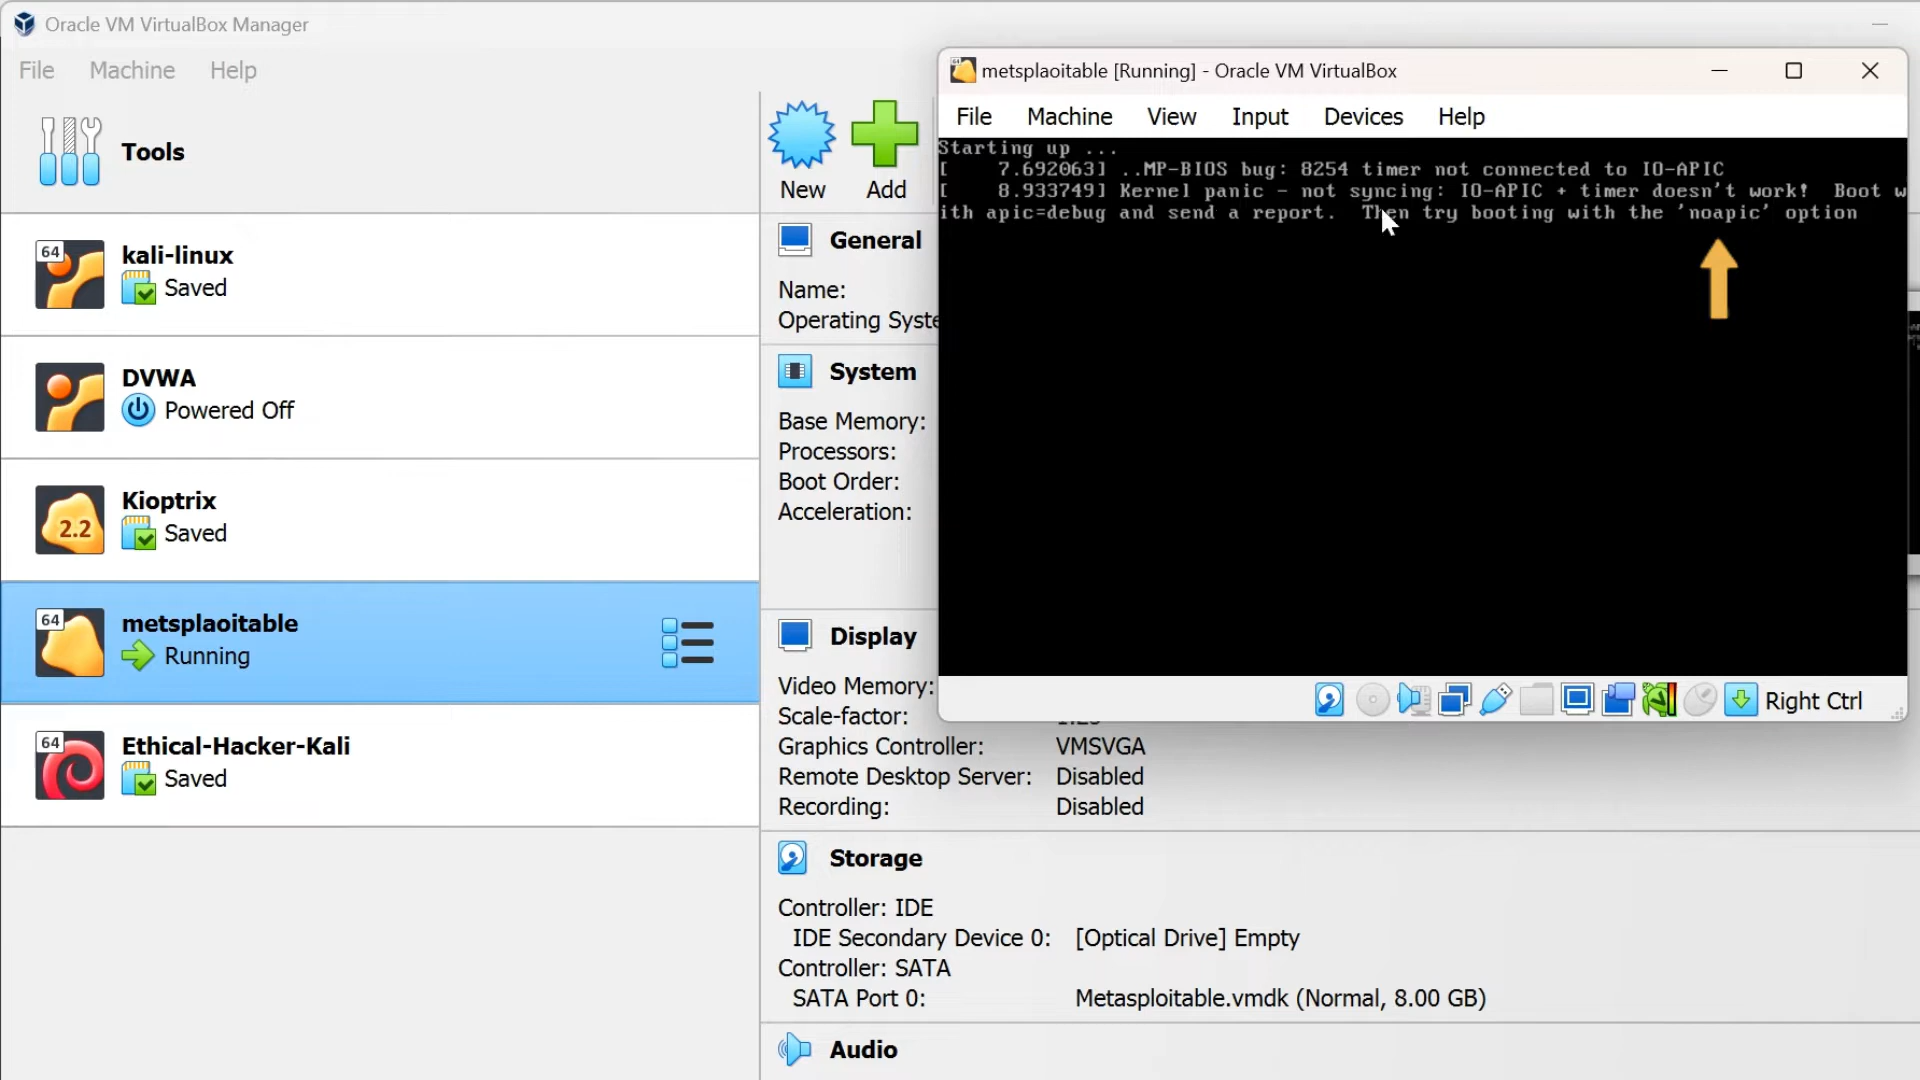 Oracle VM VirtualBox Manager
File Machine Help
Tools
New Add
64 kali-linux
Saved
DVWA
Powered Off
2.2 Kioptrix
Saved
64 metsplaoitable
Running
64 Ethical-Hacker-Kali
Saved
General
Name:
Operating Syste
System
Base Memory:
Processors:
Boot Order:
Acceleration:
Display
Video Memory:
Scale-factor:
Graphics Controller: VMSVGA
Remote Desktop Server: Disabled
Recording: Disabled
Storage
Controller: IDE
IDE Secondary Device 0: [Optical Drive] Empty
Controller: SATA
SATA Port 0: Metasploitable.vmdk (Normal, 8.00 GB)
Audio
64 metsplaoitable [Running] - Oracle VM VirtualBox
File Machine View Input Devices Help
Starting up ...
[ 7.692063] ..MP-BIOS bug: 8254 timer not connected to IO-APIC
[ 8.933749] Kernel panic - not syncing: IO-APIC + timer doesn't work! Boot w
ith apic=debug and send a report. Then try booting with the 'noapic' option
Right Ctrl